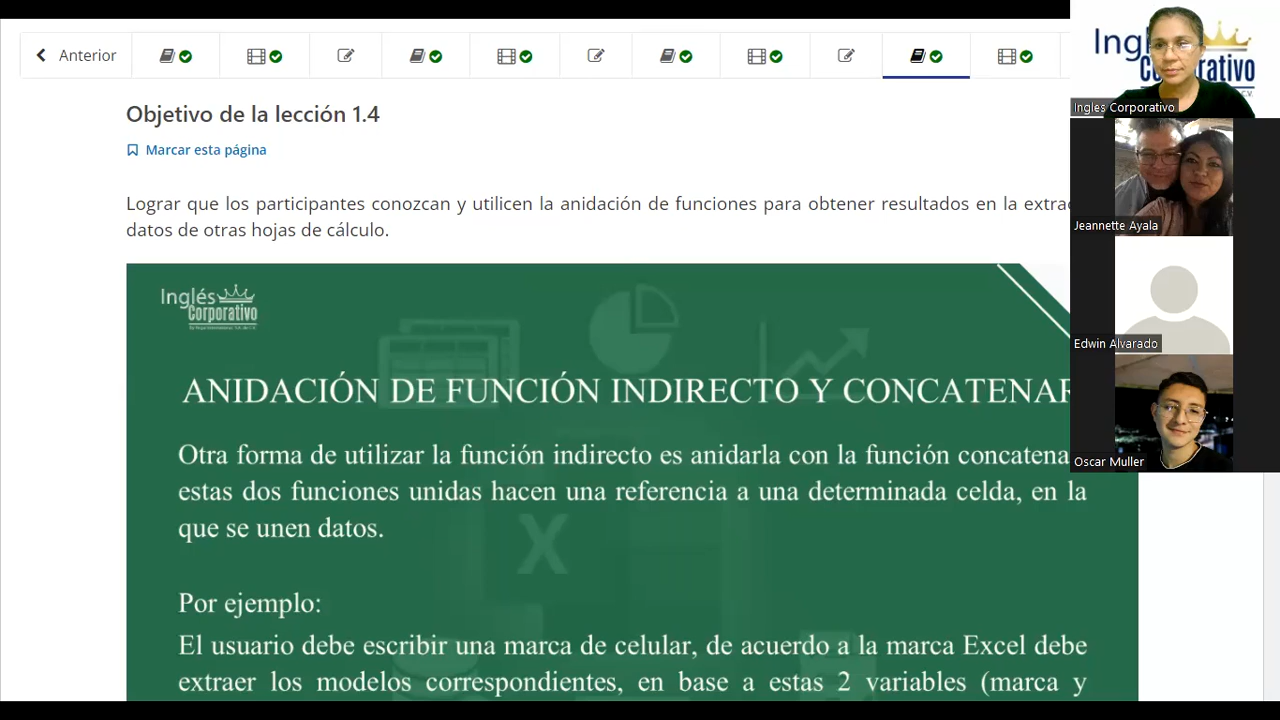 Anterior
Objetivo de la lección 1.4
Marcar esta página
Lograr que los participantes conozcan y utilicen la anidación de funciones para obtener resultados en la
datos de otras hojas de cálculo.
Inglés
Corporativo
ANIDACIÓN DE FUNCIÓN INDIRECTO Y CONCATENAR
Otra forma de utilizar la función indirecto es anidarla con la función
estas dos funciones unidas hacen una referencia a una determinada celda, en la
que se unen datos.
Por ejemplo:
El usuario debe escribir una marca de celular, de acuerdo a la marca Excel debe
extraer los modelos correspondientes, en base a estas 2 variables (marca y
X
Ingles Corporativo
Jeannette Ayala
Edwin Alvarado
Oscar Muller